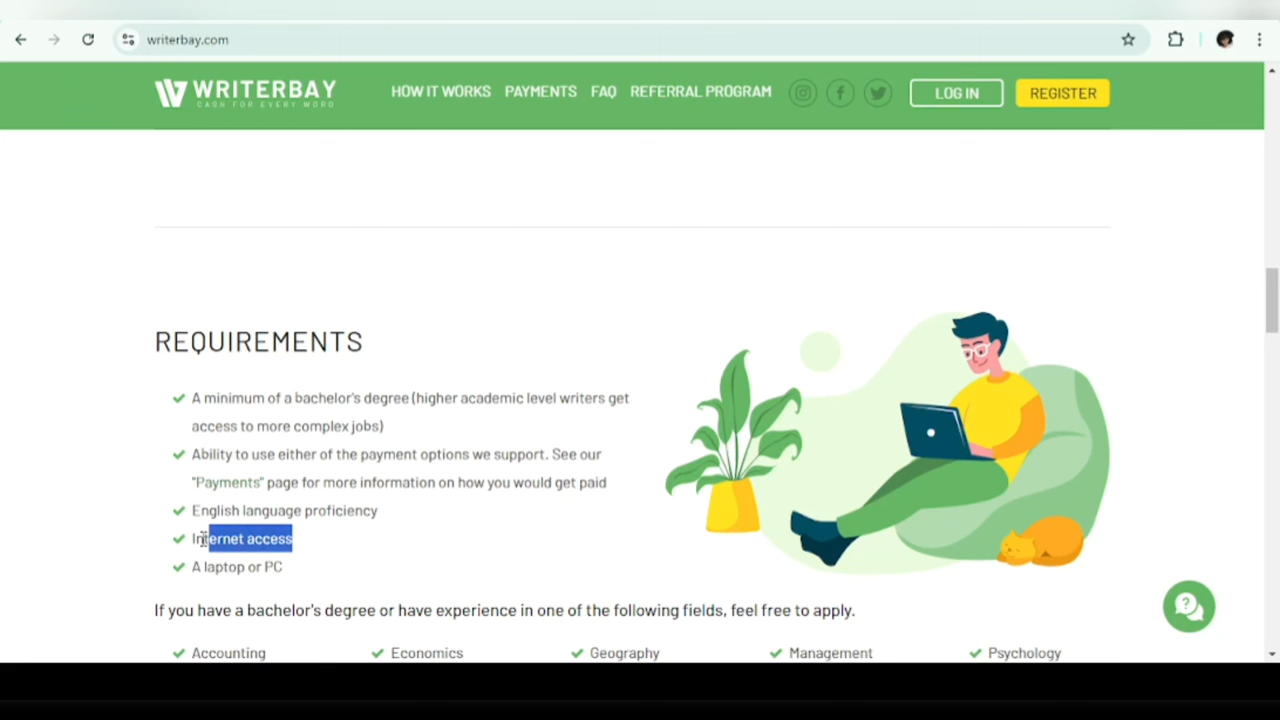 writerbay.com
WRITERBAY
CASH FOR EVERY WORD
HOW IT WORKS PAYMENTS FAQ REFERRAL PROGRAM LOG IN REGISTER
REQUIREMENTS
A minimum of a bachelor's degree (higher academic level writers get
access to more complex jobs)
Ability to use either of the payment options we support. See our
"Payments" page for more information on how you would get paid
English language proficiency
Internet access
A laptop or PC
If you have a bachelor's degree or have experience in one of the following fields, feel free to apply.
Accounting Economics Geography Management Psychology